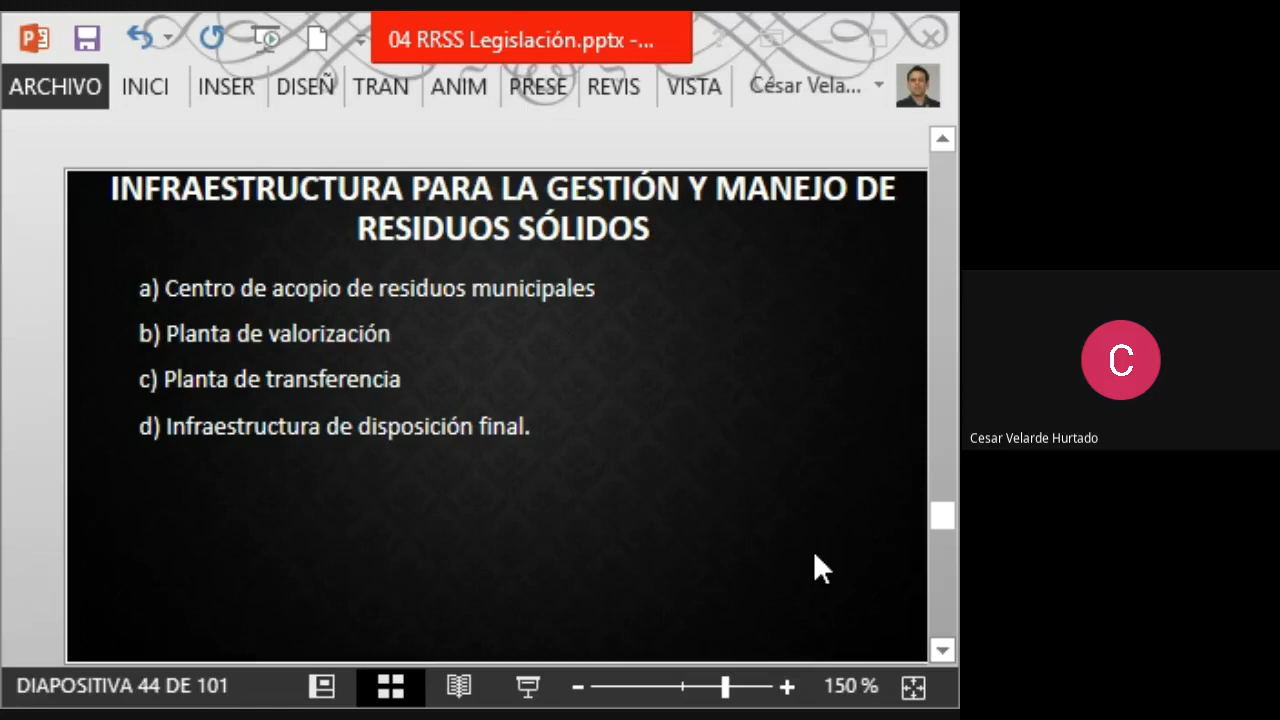 04 RRSS Legislación.pptx -...
ARCHIVO INICI INSER DISEÑ TRAN ANIM PRESE REVIS VISTA César Vela...
INFRAESTRUCTURA PARA LA GESTIÓN Y MANEJO DE
RESIDUOS SÓLIDOS
a) Centro de acopio de residuos municipales
b) Planta de valorización
c) Planta de transferencia
d) Infraestructura de disposición final.
C
Cesar Velarde Hurtado
DIAPOSITIVA 44 DE 101
150 %